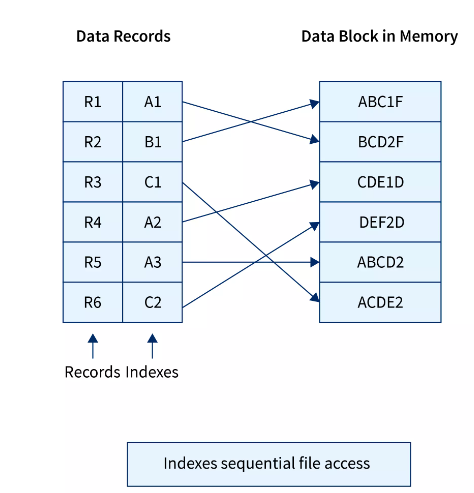 Data Records Data Block in Memory
R1 A1 ABC1F
R2 B1 BCD2F
R3 C1 CDE1D
R4 A2 DEF2D
R5 A3 ABCD2
R6 C2 ACDE2
Records Indexes
Indexes sequential file access